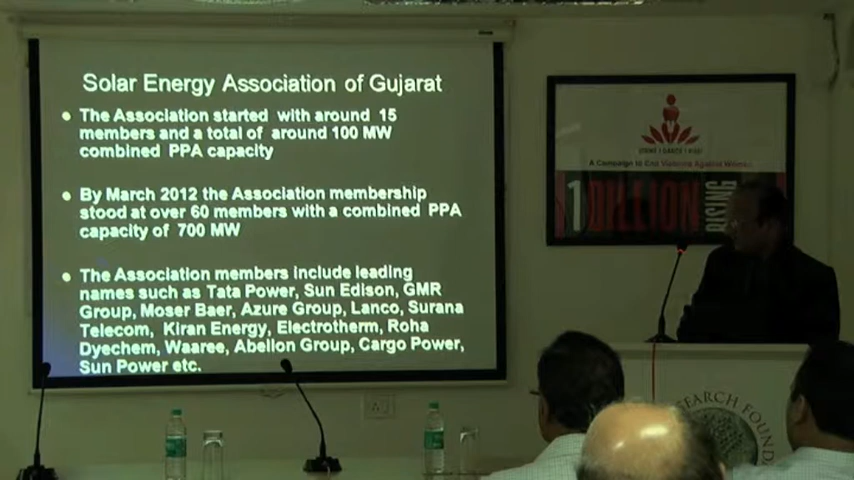 Solar Energy Association of Gujarat
The Association started with around 15
members and a total of around 100 MW
combined PPA capacity
By March 2012 the Association membership
stood at over 60 members with a combined PPA
capacity of 700 MW
The Association members include leading
names such as Tata Power, Sun Edison, GMR
Group, Moser Baer, Azure Group, Lanco, Surana
Telecom, Kiran Energy, Electrotherm, Roha
Dyechem, Waaree, Abellon Group, Cargo Power,
Sun Power etc.
A Campaign to End Violence Against Women
1 BILLION
RISING